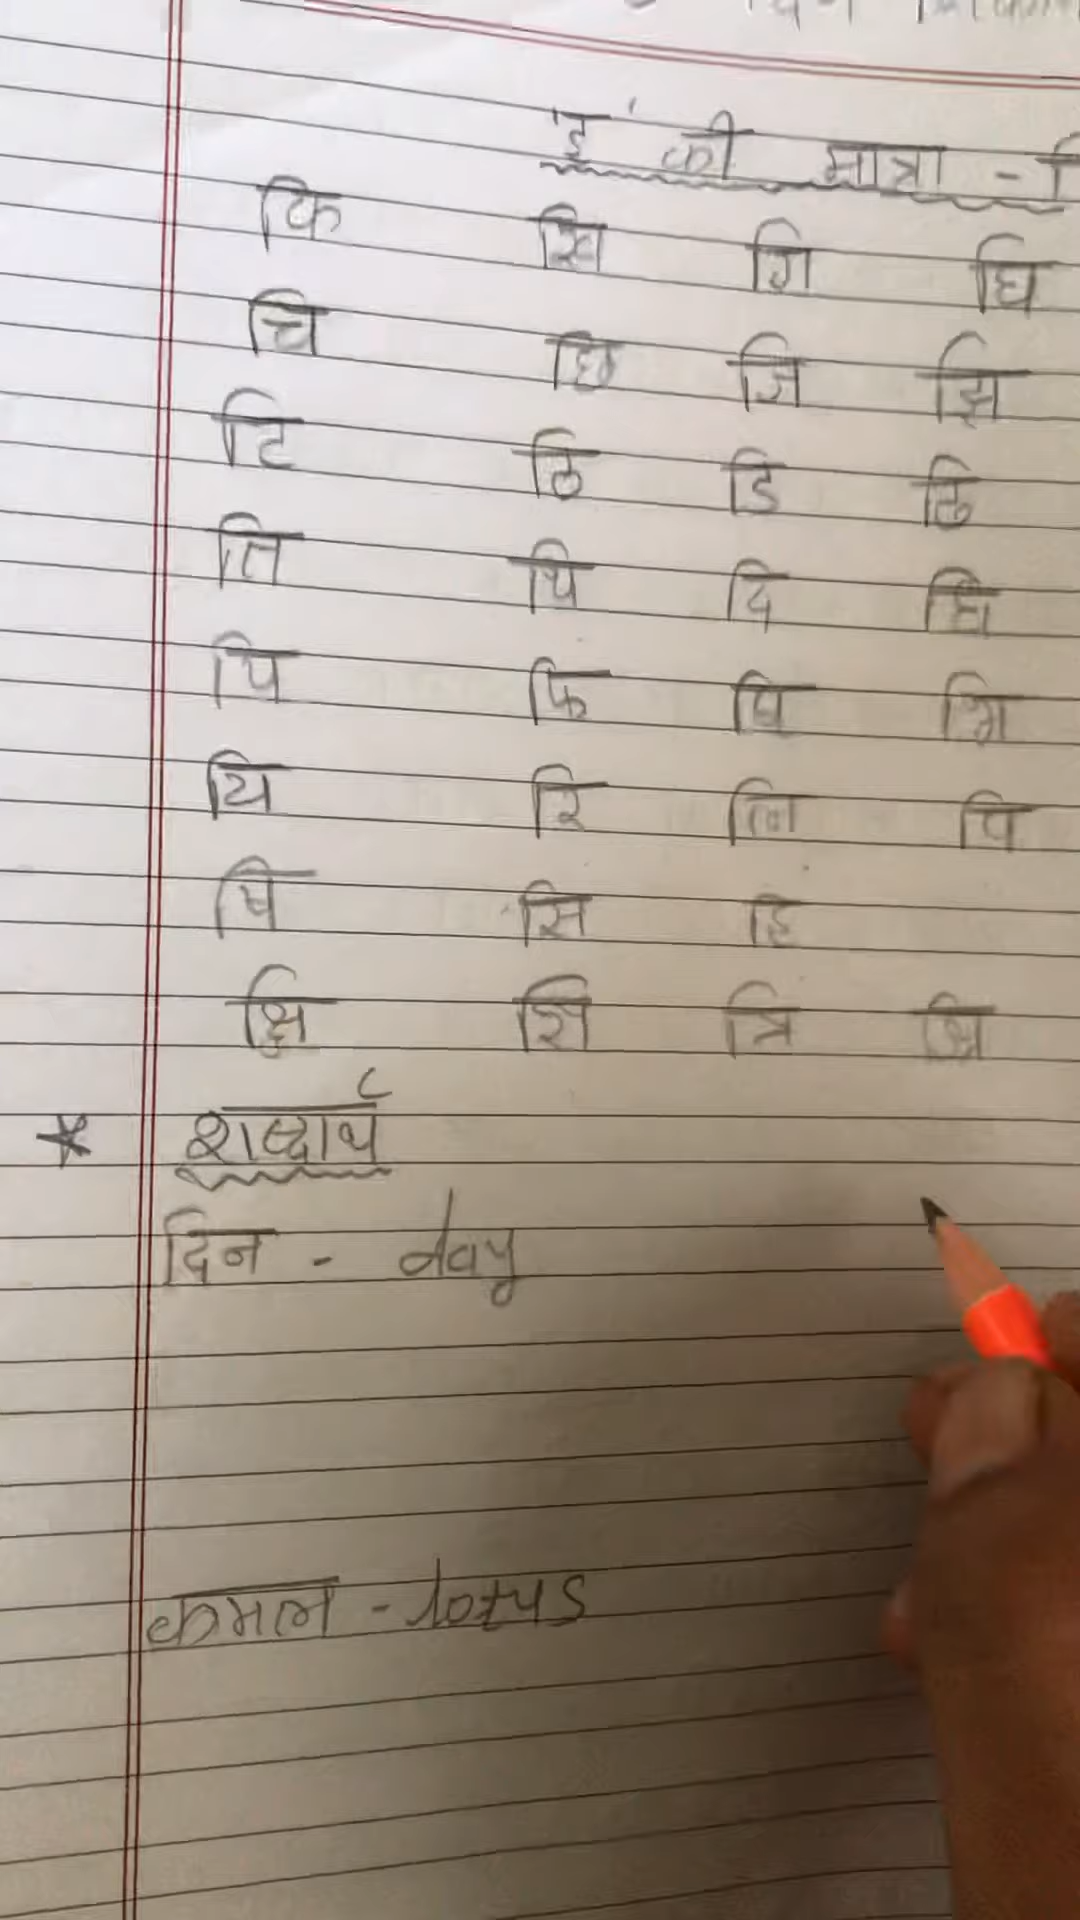 'इ' की मात्रा - ि
कि खि गि घि
चि छि जि झि
टि ठि डि ढि
ति थि दि धि
पि फि बि भि
यि रि लि वि
षि सि हि
क्षि शि त्रि
* शब्दार्थ
दिन - day
कमल - lotus